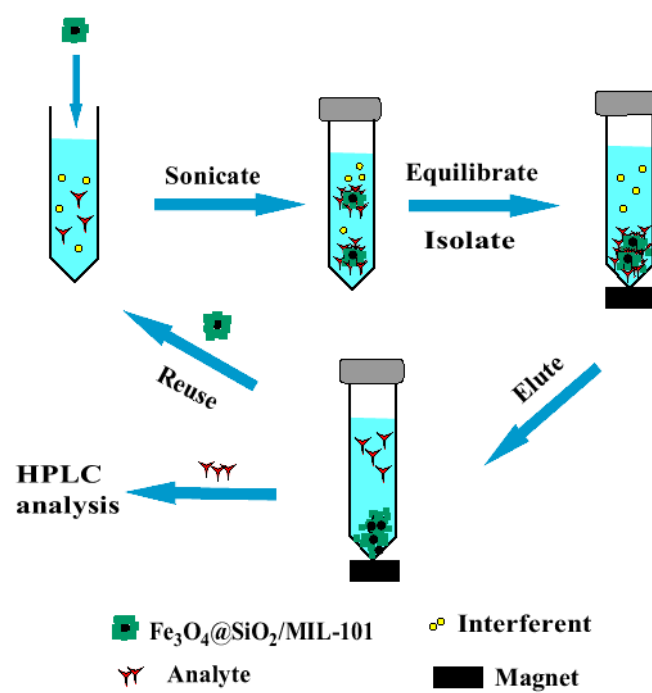 Sonicate
Equilibrate
Isolate
Elute
Reuse
HPLC
analysis
Fe₃O₄@SiO₂/MIL-101
Interferent
Analyte
Magnet